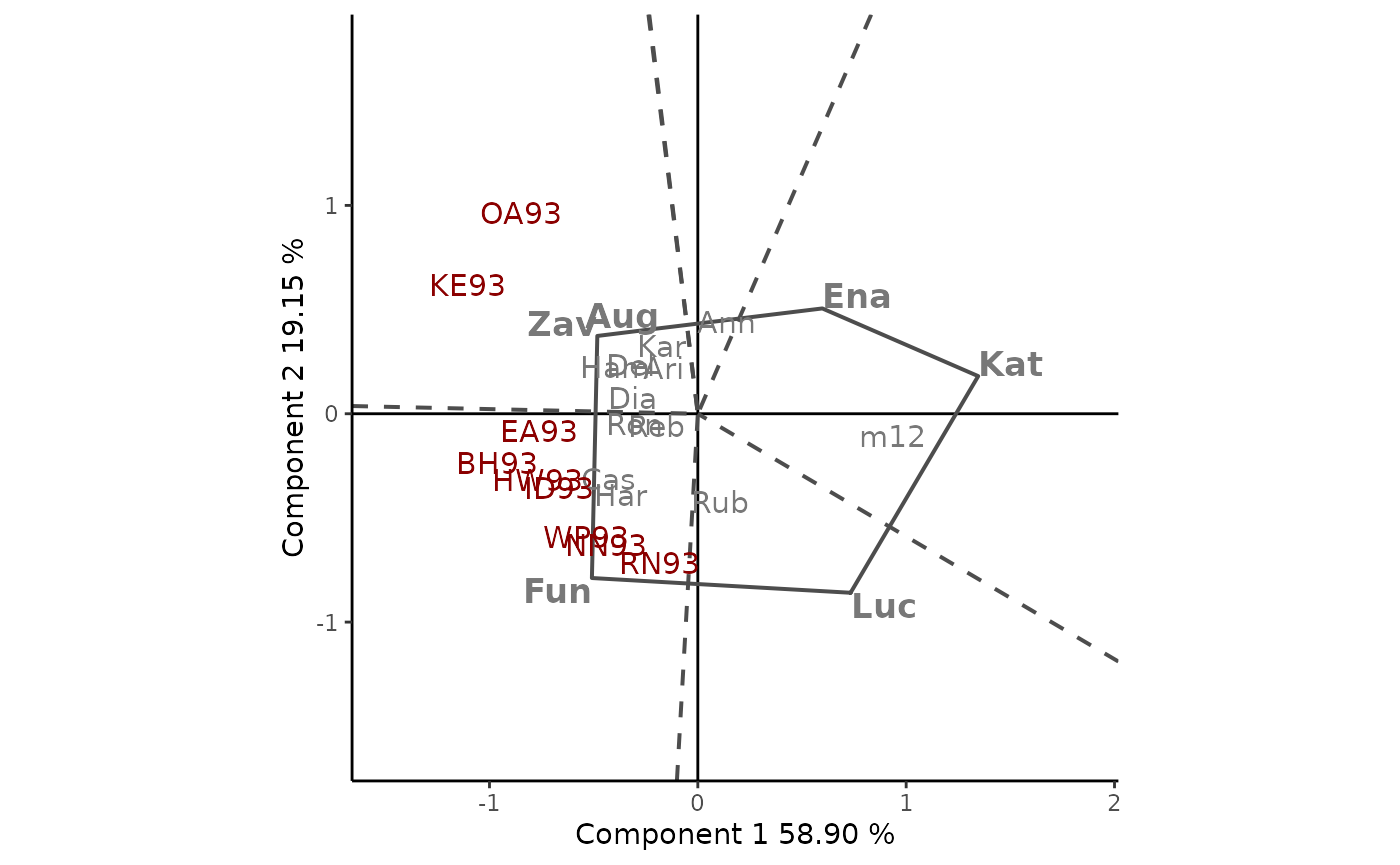 OA93
1
KE93
Ena
Aug
Zav
Ann
Kar
Kat
Ham
Del
Ari
Dia
0
Ron
Reb
EA93
m12
BH93
HW93
Cas
ID93
Har
Rub
WP93
NN93
RN93
Fun
Luc
-1
-1
0
1
2
Component 1 58.90 %
Component 2 19.15 %